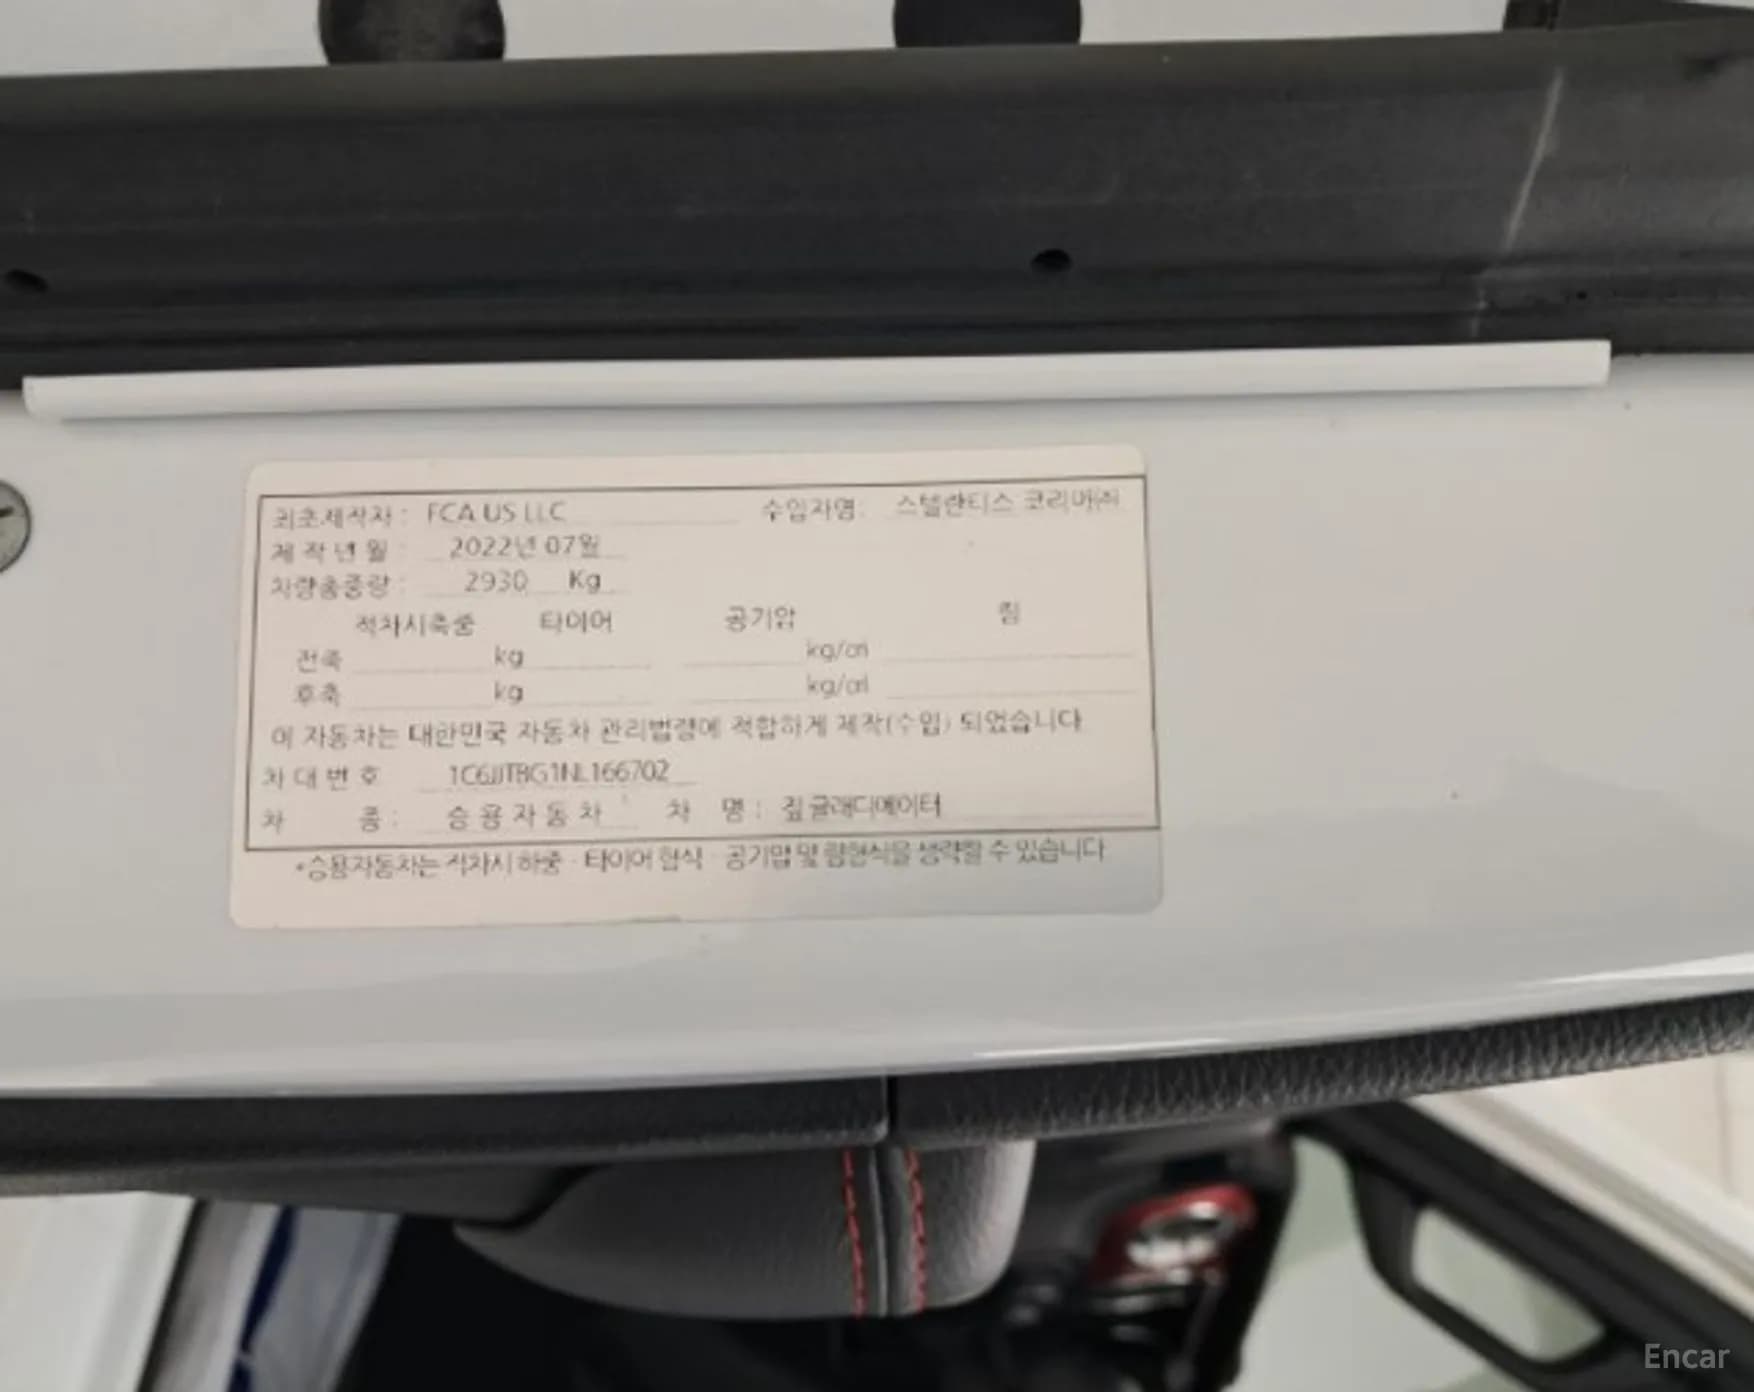 최초제작자 : FCA US LLC 수입자명 : 스텔란티스 코리아㈜
제 작 년 월 : 2022년 07월
차량총중량 : 2930 Kg
적차시축중 타이어 공기압 림
전축 kg kg/㎠
후축 kg kg/㎠
이 자동차는 대한민국 자동차 관리법령에 적합하게 제작(수입) 되었습니다
차 대 번 호 1C6JJTBG1NL166702
차 종 : 승 용 자 동 차 차 명 : 짚 글래디에이터
*승용자동차는 적차시 하중 · 타이어 형식 · 공기압 및 림형식을 생략할 수 있습니다
Encar